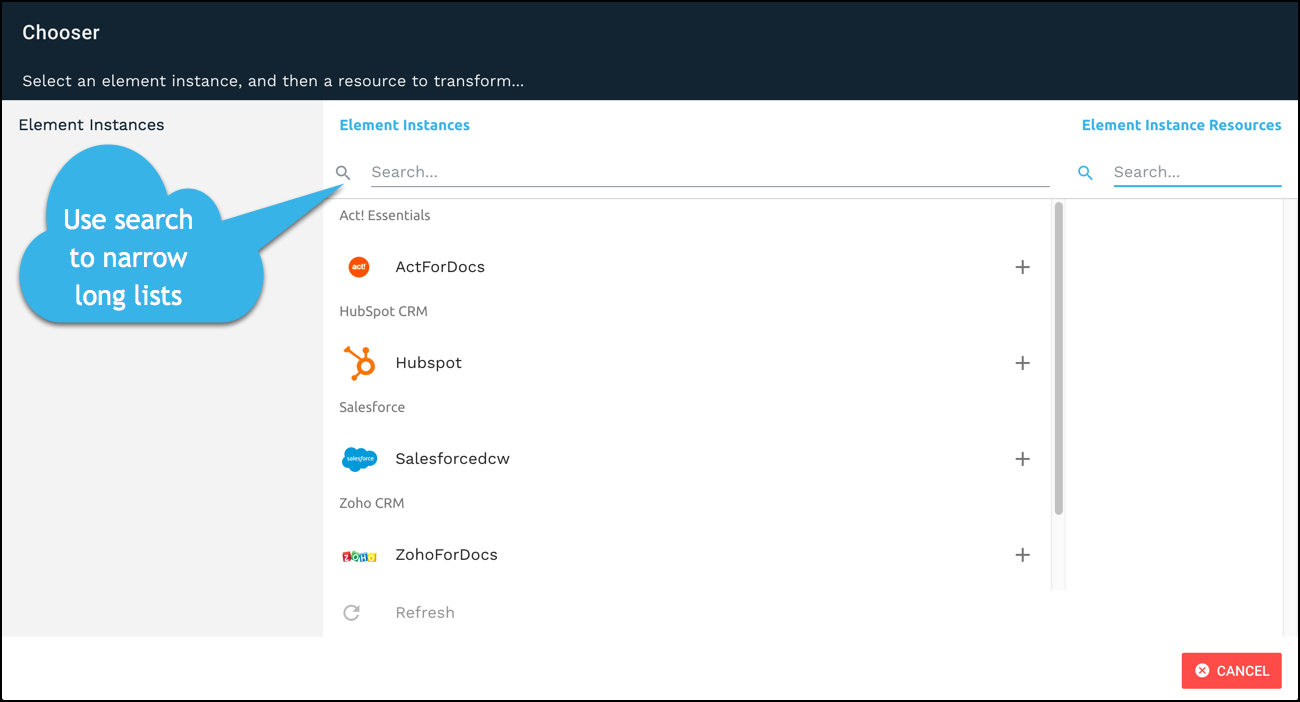 Chooser
Select an element instance, and then a resource to transform...
Element Instances
Element Instances
Element Instance Resources
Search...
Search...
Use search
to narrow
long lists
Act! Essentials
act!
ActForDocs
HubSpot CRM
Hubspot
Salesforce
salesforce
Salesforcedcw
Zoho CRM
ZOHO
ZohoForDocs
Refresh
CANCEL